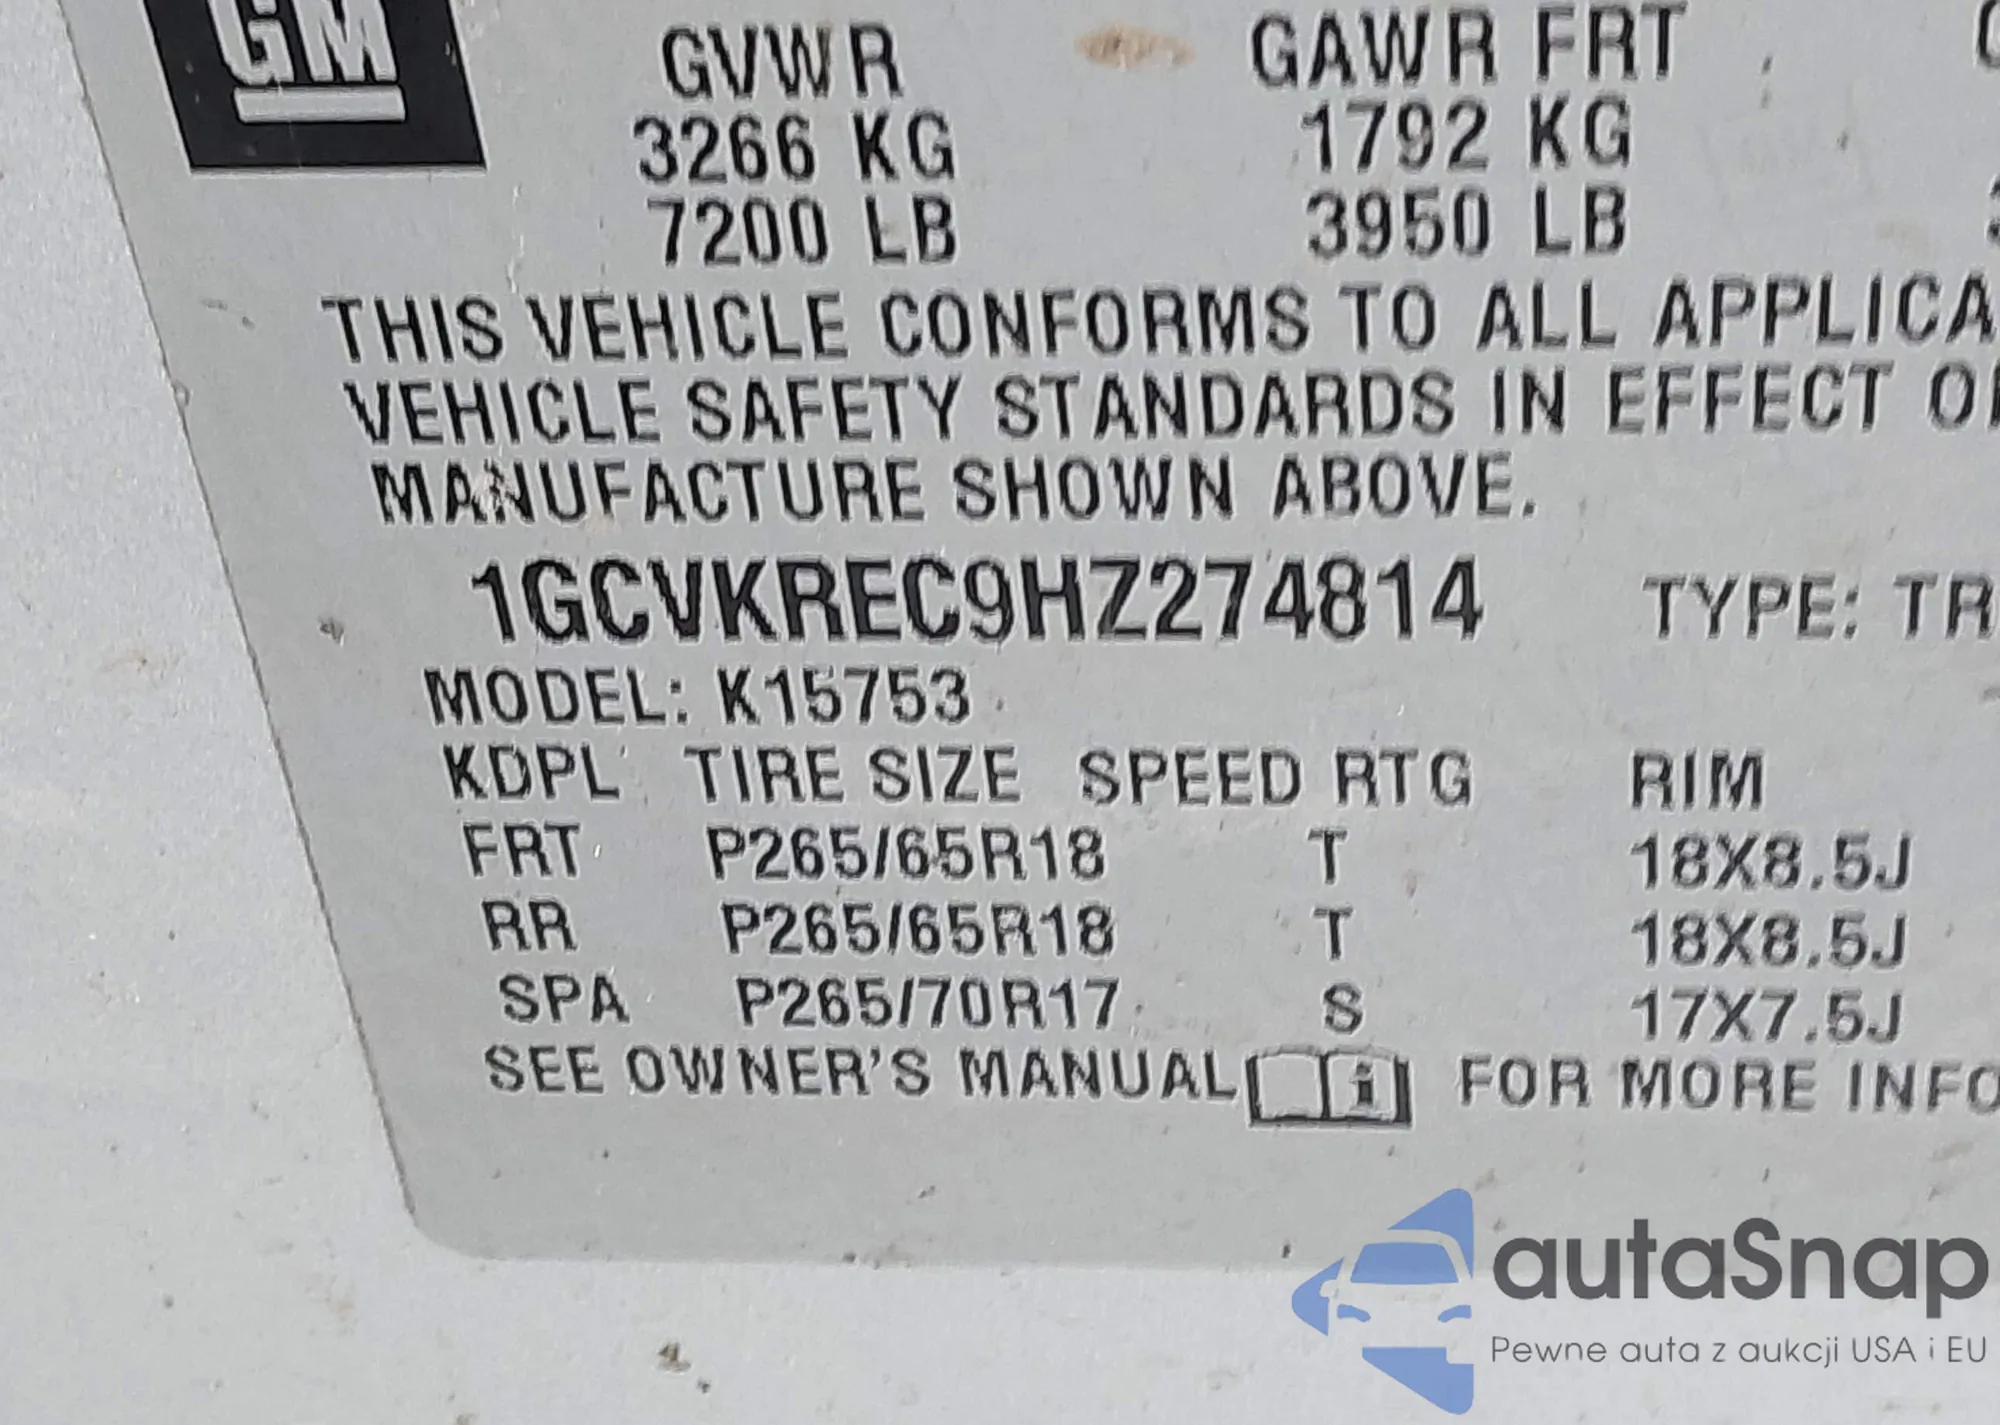 GM
GVWR GAWR FRT
3266 KG 1792 KG
7200 LB 3950 LB
THIS VEHICLE CONFORMS TO ALL
VEHICLE SAFETY STANDARDS IN EFFECT
MANUFACTURE SHOWN ABOVE.
1GCVKREC9HZ274814 TYPE: TR
MODEL: K15753
KDPL TIRE SIZE SPEED RTG RIM
FRT P265/65R18 T 18X8.5J
RR P265/65R18 T 18X8.5J
SPA P265/70R17 S 17X7.5J
SEE OWNER'S MANUAL i FOR MORE INFO
autaSnap
Pewne auta z aukcji USA i EU